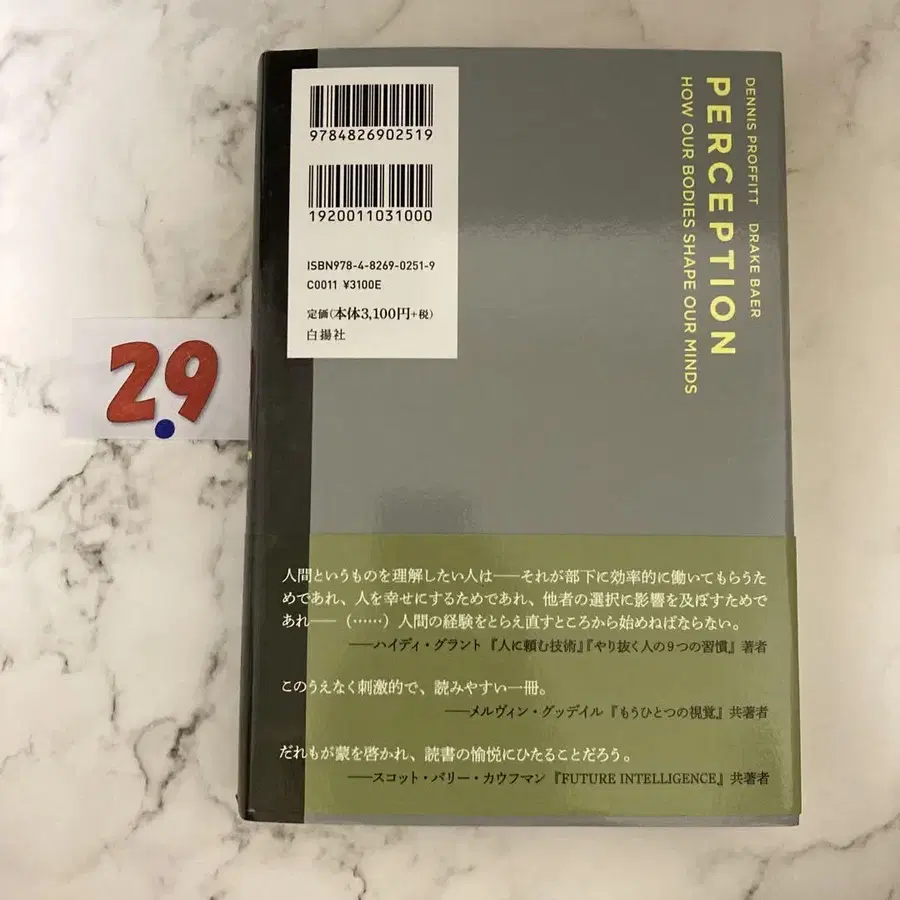 9784826902519
1920011031000
ISBN978-4-8269-0251-9
C0011 ¥3100E
定価(本体3,100円+税)
白揚社
DENNIS PROFFITT DRAKE BAER
PERCEPTION
HOW OUR BODIES SHAPE OUR MINDS
29
人間というものを理解したい人は──それが部下に効率的に働いてもらうた
めであれ、人を幸せにするためであれ、他者の選択に影響を及ぼすためで
あれ──(……)人間の経験をとらえ直すところから始めねばならない。
──ハイディ・グラント『人に頼む技術』『やり抜く人の9つの習慣』著者
このうえなく刺激的で、読みやすい一冊。
──メルヴィン・グッデイル『もうひとつの視覚』共著者
だれもが蒙を啓かれ、読書の愉悦にひたることだろう。
──スコット・バリー・カウフマン『FUTURE INTELLIGENCE』共著者